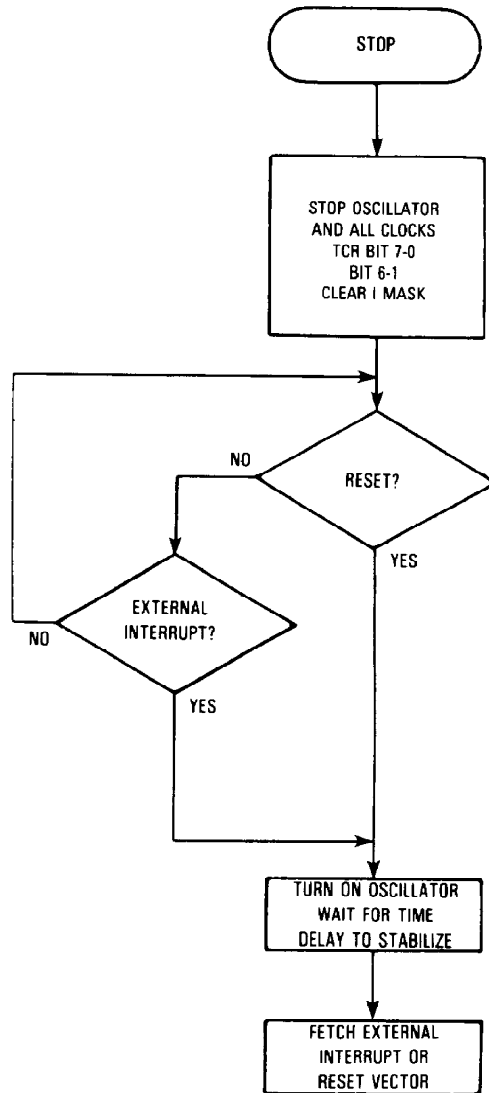 STOP
STOP OSCILLATOR
AND ALL CLOCKS
TCR BIT 7-0
BIT 6-1
CLEAR I MASK
NO
RESET?
YES
EXTERNAL
INTERRUPT?
NO
YES
TURN ON OSCILLATOR
WAIT FOR TIME
DELAY TO STABILIZE
FETCH EXTERNAL
INTERRUPT OR
RESET VECTOR